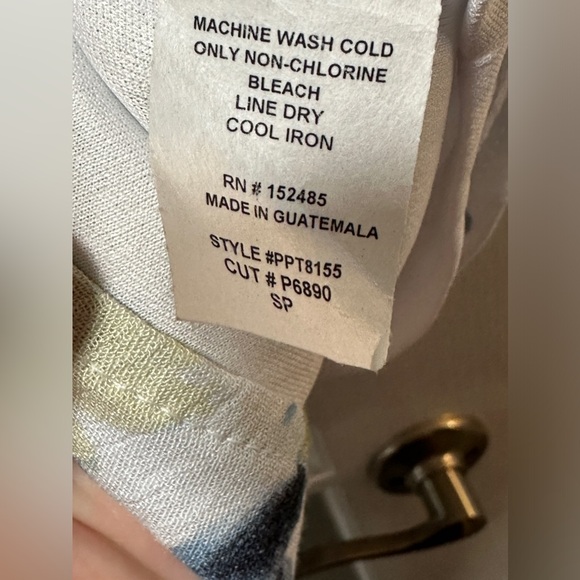 MACHINE WASH COLD
ONLY NON-CHLORINE
BLEACH
LINE DRY
COOL IRON
RN # 152485
MADE IN GUATEMALA
STYLE #PPT8155
CUT # P6890
SP